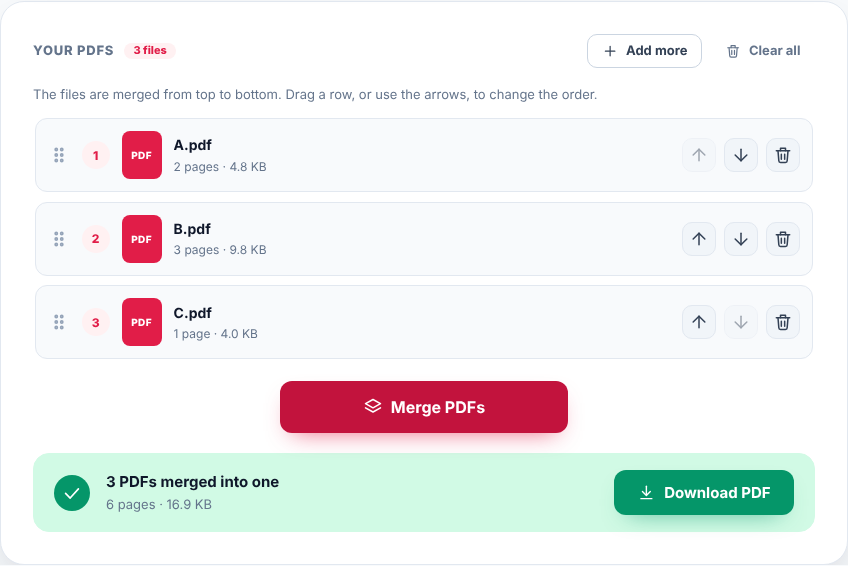 YOUR PDFS 3 files Add more Clear all
The files are merged from top to bottom. Drag a row, or use the arrows, to change the order.
1 PDF A.pdf
2 pages · 4.8 KB
2 PDF B.pdf
3 pages · 9.8 KB
3 PDF C.pdf
1 page · 4.0 KB
Merge PDFs
3 PDFs merged into one
6 pages · 16.9 KB
Download PDF